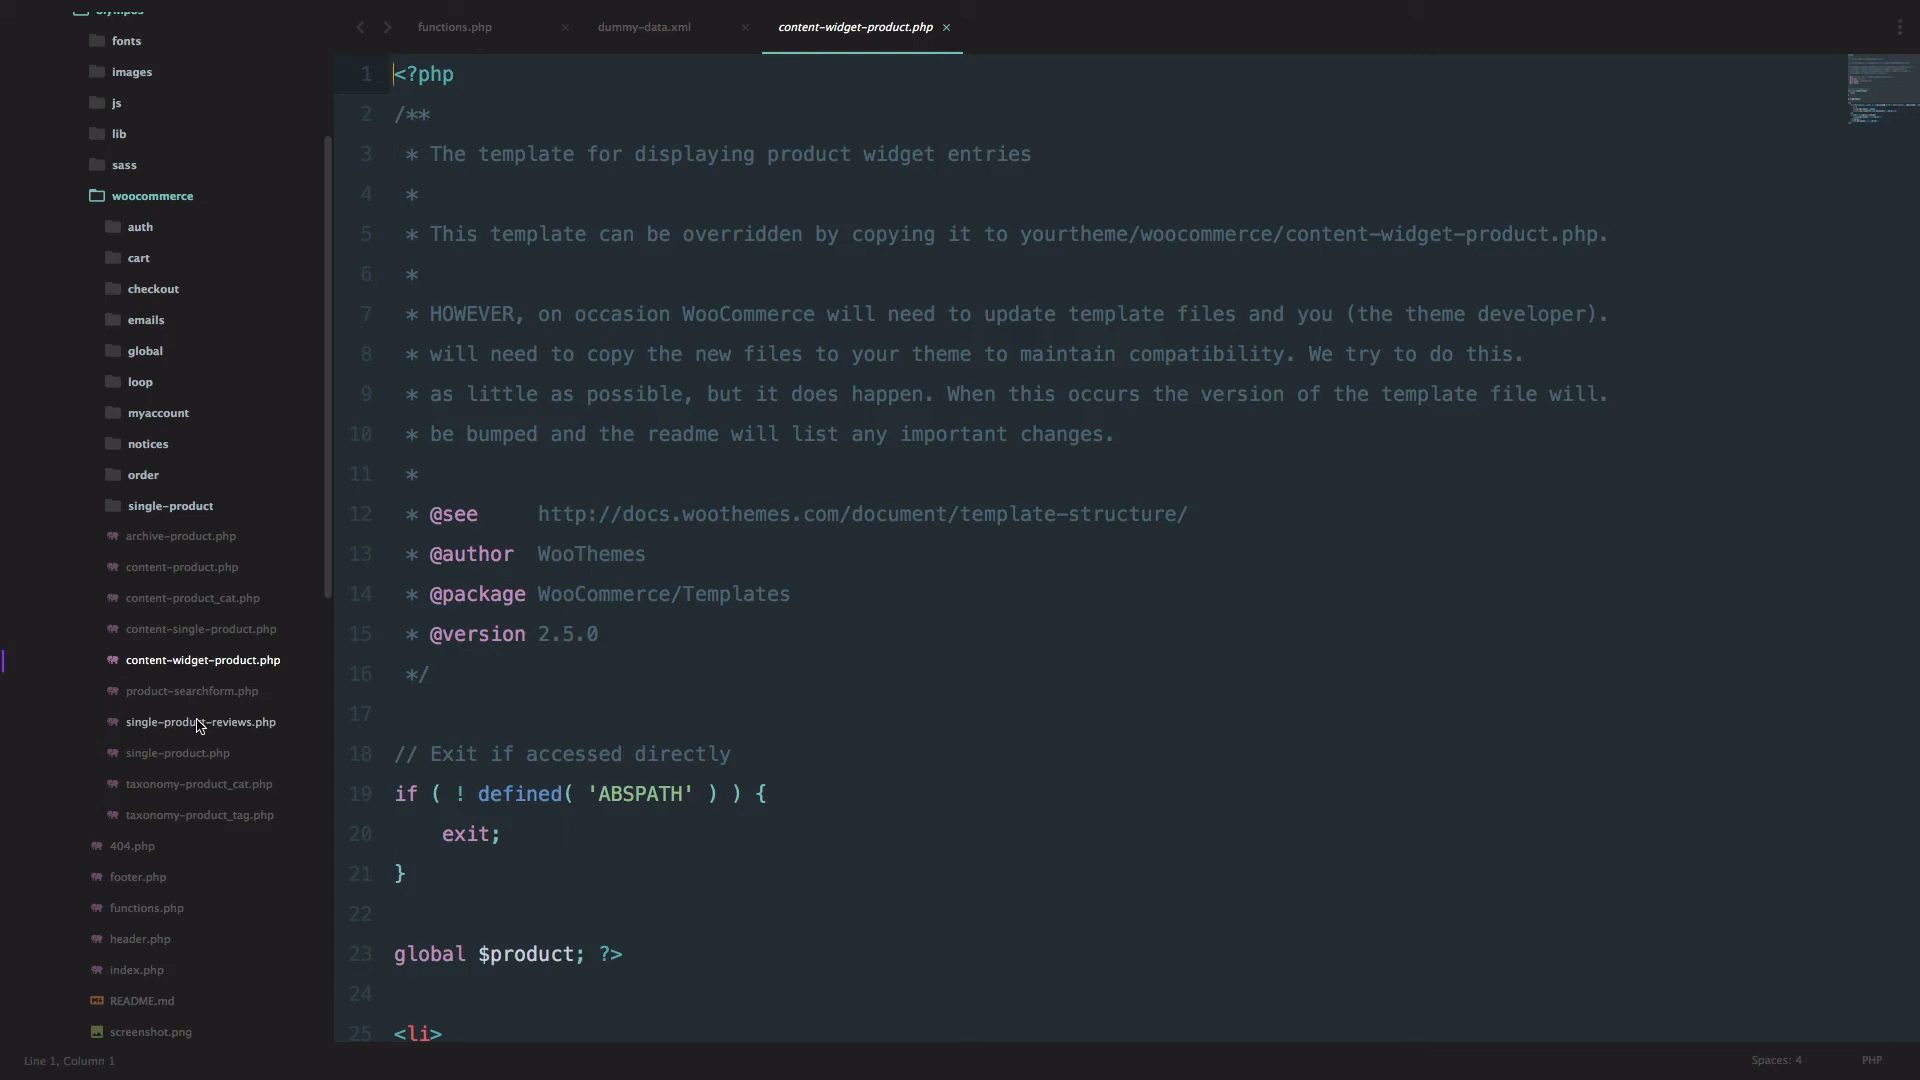 olympos
fonts
images
js
lib
sass
woocommerce
auth
cart
checkout
emails
global
loop
myaccount
notices
order
single-product
archive-product.php
content-product.php
content-product_cat.php
content-single-product.php
content-widget-product.php
product-searchform.php
single-product-reviews.php
single-product.php
taxonomy-product_cat.php
taxonomy-product_tag.php
404.php
footer.php
functions.php
header.php
index.php
README.md
screenshot.png
functions.php × dummy-data.xml × content-widget-product.php ×
1 <?php
2 /**
3 * The template for displaying product widget entries
4 *
5 * This template can be overridden by copying it to yourtheme/woocommerce/content-widget-product.php.
6 *
7 * HOWEVER, on occasion WooCommerce will need to update template files and you (the theme developer).
8 * will need to copy the new files to your theme to maintain compatibility. We try to do this.
9 * as little as possible, but it does happen. When this occurs the version of the template file will.
10 * be bumped and the readme will list any important changes.
11 *
12 * @see http://docs.woothemes.com/document/template-structure/
13 * @author WooThemes
14 * @package WooCommerce/Templates
15 * @version 2.5.0
16 */
17
18 // Exit if accessed directly
19 if ( ! defined( 'ABSPATH' ) ) {
20 exit;
21 }
22
23 global $product; ?>
24
25 <li>
Line 1, Column 1
Spaces: 4 PHP